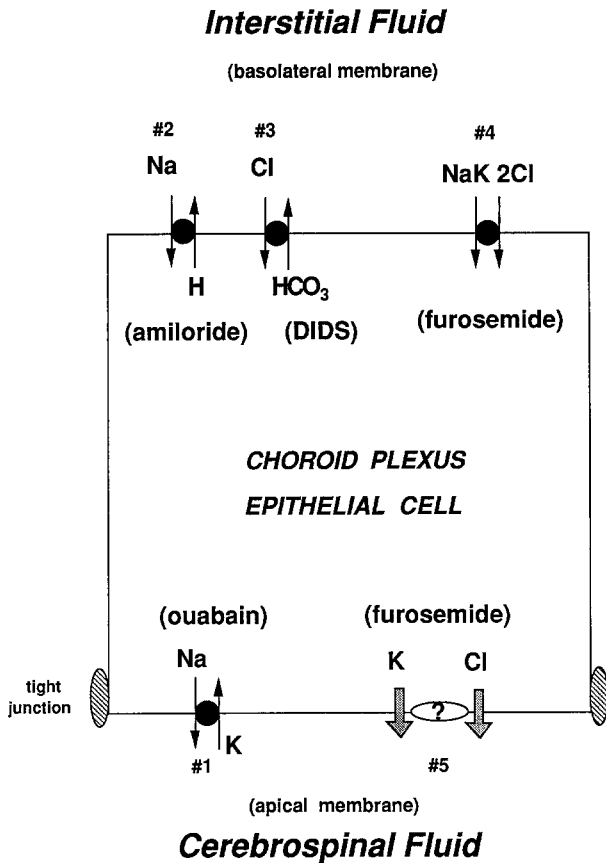 Interstitial Fluid
(basolateral membrane)
#2 #3 #4
Na Cl NaK 2Cl
H HCO₃
(amiloride) (DIDS) (furosemide)
CHOROID PLEXUS
EPITHELIAL CELL
(ouabain) (furosemide)
Na K Cl
tight
junction
?
K
#1 #5
(apical membrane)
Cerebrospinal Fluid